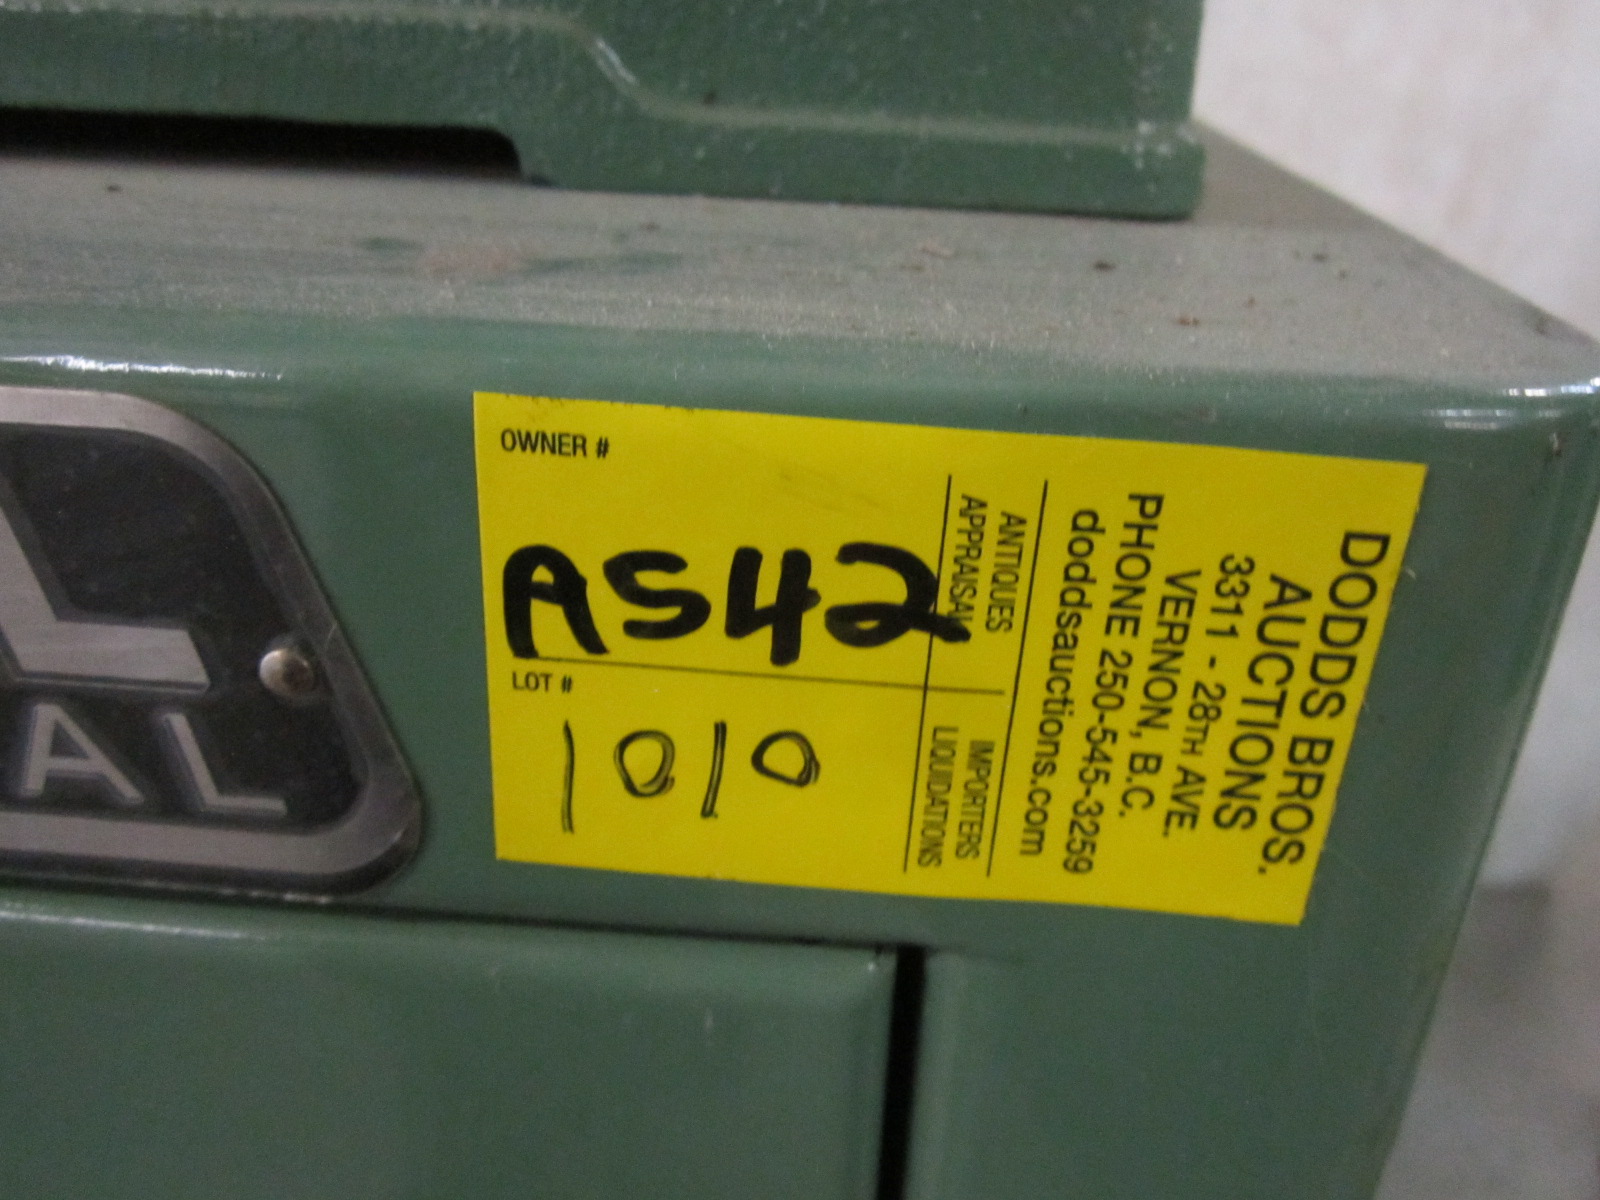 OWNER #
AS42
LOT #
1010
ANTIQUES
APPRAISAL
IMPORTERS
LIQUIDATIONS
DODDS BROS.
AUCTIONS
3311 - 28TH AVE.
VERNON, B.C.
PHONE 250-545-3259
doddsauctions.com
AL